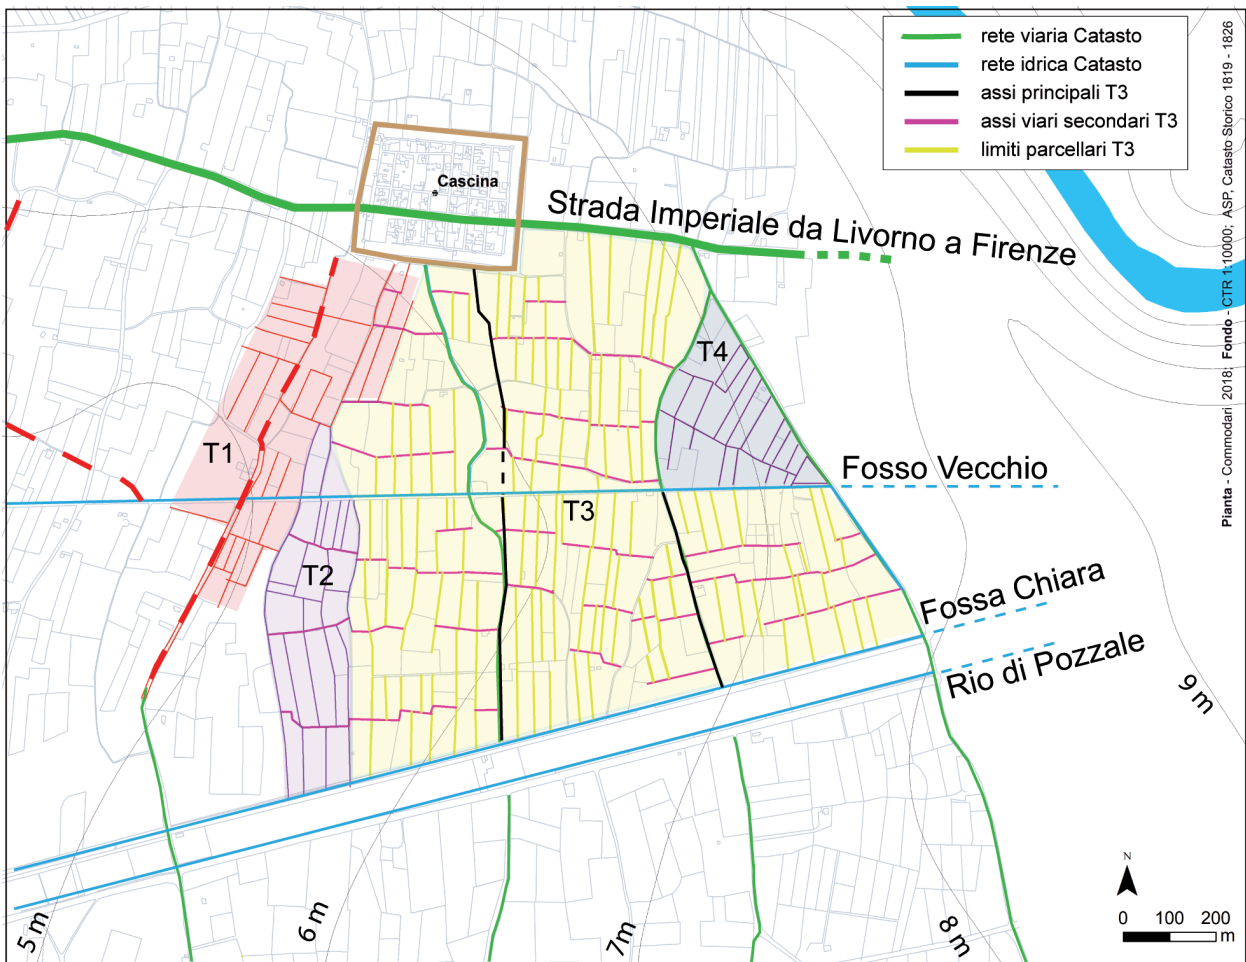 rete viaria Catasto
rete idrica Catasto
assi principali T3
assi viari secondari T3
limiti parcellari T3
Pianta - Commodari 2018; Fondo - CTR 1:10000; ASP, Catasto Storico 1819 - 1826
Cascina
Strada Imperiale da Livorno a Firenze
T4
T1
Fosso Vecchio
T3
T2
Fossa Chiara
Rio di Pozzale
9 m
5 m
6 m
7m
8 m
N
0 100 200
m